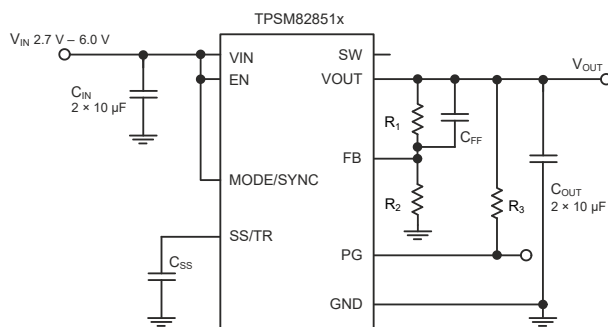 TPSM82851x
V_IN 2.7 V – 6.0 V
VIN
SW
V_OUT
EN
VOUT
C_IN
2 × 10 µF
R_1
C_FF
FB
MODE/SYNC
R_2
R_3
C_OUT
2 × 10 µF
SS/TR
C_SS
PG
GND